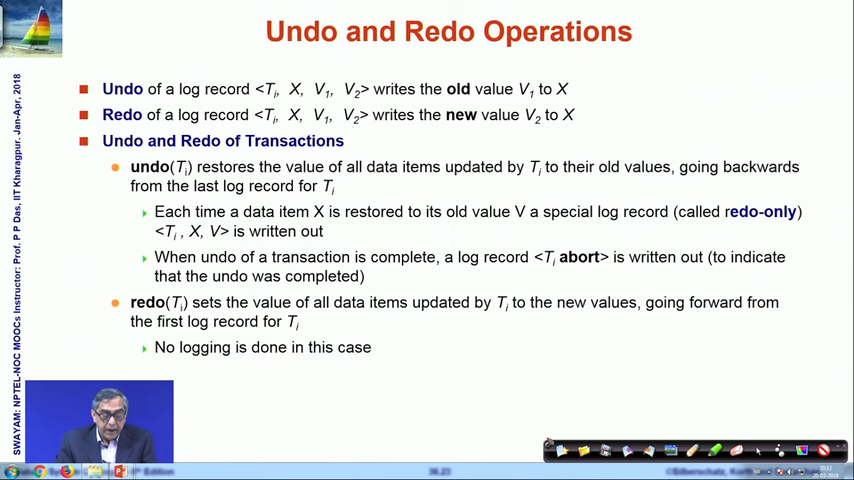 Undo and Redo Operations
Undo of a log record <Ti, X, V1, V2> writes the old value V1 to X
Redo of a log record <Ti, X, V1, V2> writes the new value V2 to X
Undo and Redo of Transactions
undo(Ti) restores the value of all data items updated by Ti to their old values, going backwards
from the last log record for Ti
Each time a data item X is restored to its old value V a special log record (called redo-only)
<Ti , X, V> is written out
When undo of a transaction is complete, a log record <Ti abort> is written out (to indicate
that the undo was completed)
redo(Ti) sets the value of all data items updated by Ti to the new values, going forward from
the first log record for Ti
No logging is done in this case
SWAYAM: NPTEL-NOC MOOCs Instructor: Prof. P P Das, IIT Kharagpur. Jan-Apr, 2018
36.23